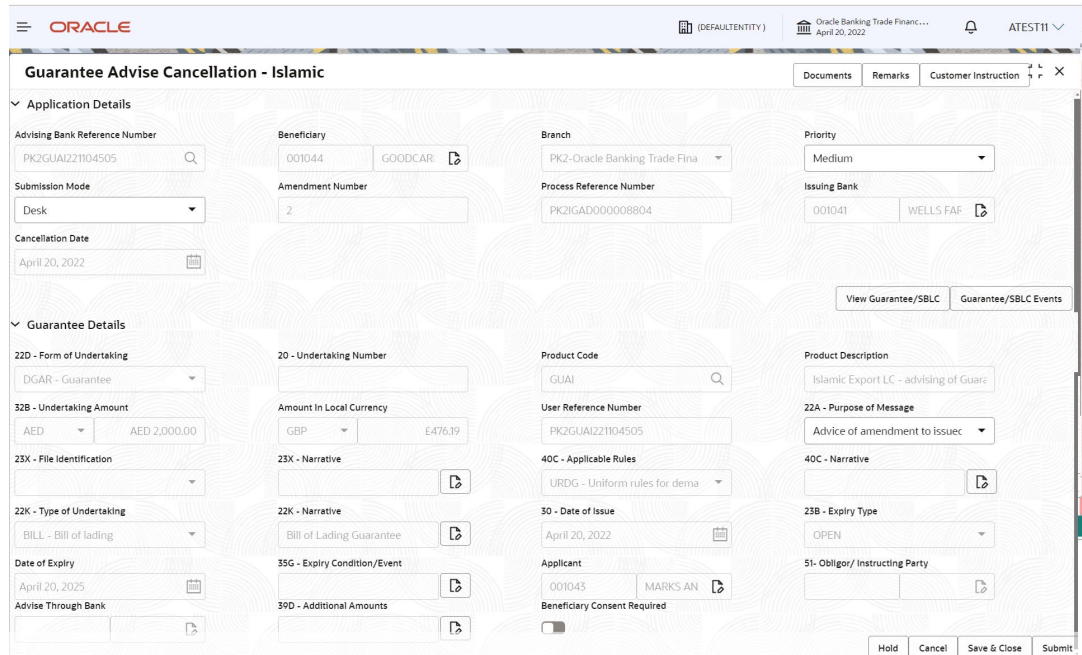 ORACLE
(DEFAULTENTITY )
Oracle Banking Trade Financ...
April 20, 2022
ATEST11
Guarantee Advise Cancellation - Islamic
Documents
Remarks
Customer Instruction
Application Details
Advising Bank Reference Number
Beneficiary
Branch
Priority
PK2GUAI221104505
001044
GOODCAR
PK2-Oracle Banking Trade Fina
Medium
Submission Mode
Amendment Number
Process Reference Number
Issuing Bank
Desk
2
PK2IGAD000008804
001041
WELLS FAR
Cancellation Date
April 20, 2022
View Guarantee/SBLC
Guarantee/SBLC Events
Guarantee Details
22D - Form of Undertaking
20 - Undertaking Number
Product Code
Product Description
DGAR - Guarantee
GUAI
Islamic Export LC - advising of Guara
32B - Undertaking Amount
Amount In Local Currency
User Reference Number
22A - Purpose of Message
AED
AED 2,000.00
GBP
£476.19
PK2GUAI221104505
Advice of amendment to issuec
23X - File Identification
23X - Narrative
40C - Applicable Rules
40C - Narrative
URDG - Uniform rules for dema
22K - Type of Undertaking
22K - Narrative
30 - Date of Issue
23B - Expiry Type
BILL - Bill of lading
Bill of Lading Guarantee
April 20, 2022
OPEN
Date of Expiry
35G - Expiry Condition/Event
Applicant
51- Obligor/ Instructing Party
April 20, 2025
001043
MARKS AN
Advise Through Bank
39D - Additional Amounts
Beneficiary Consent Required
Hold
Cancel
Save & Close
Submit